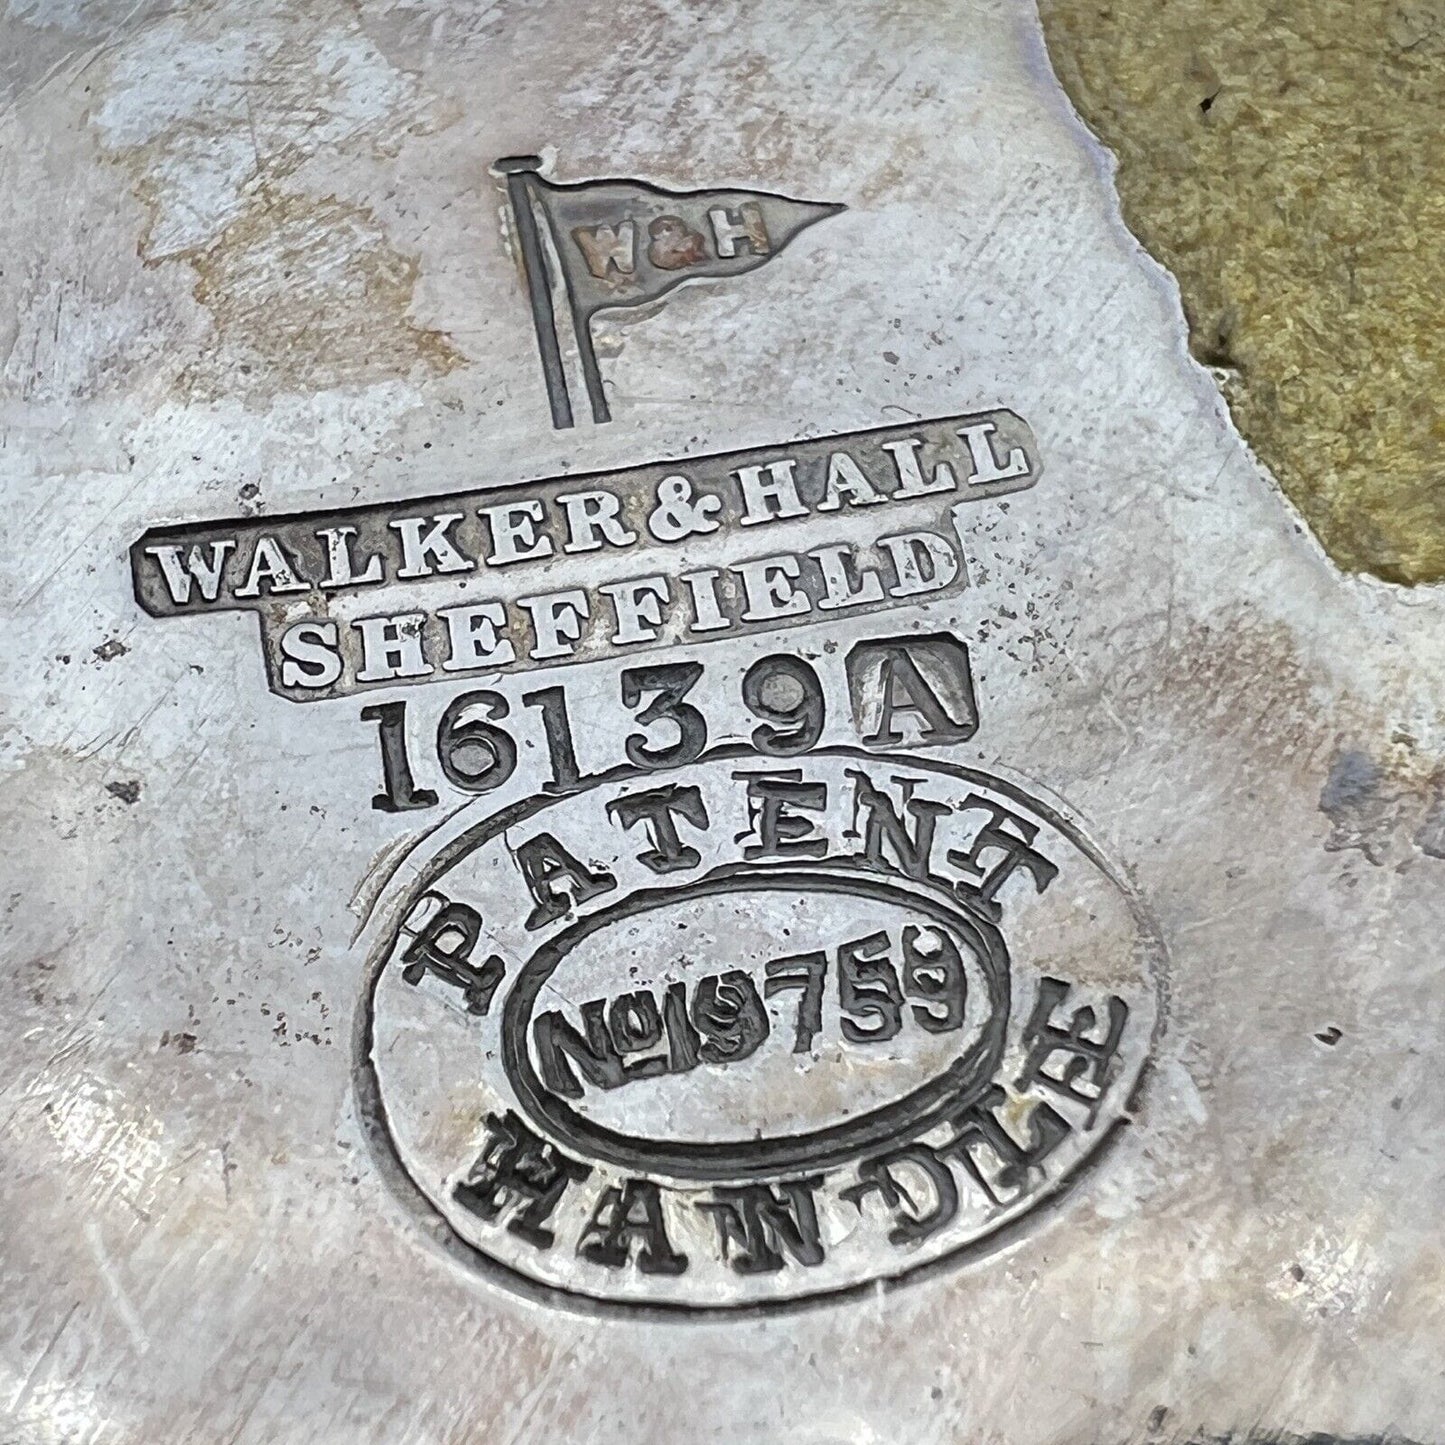 W&H
WALKER & HALL
SHEFFIELD
16139 A
PATENT
No 19759
HANDLE